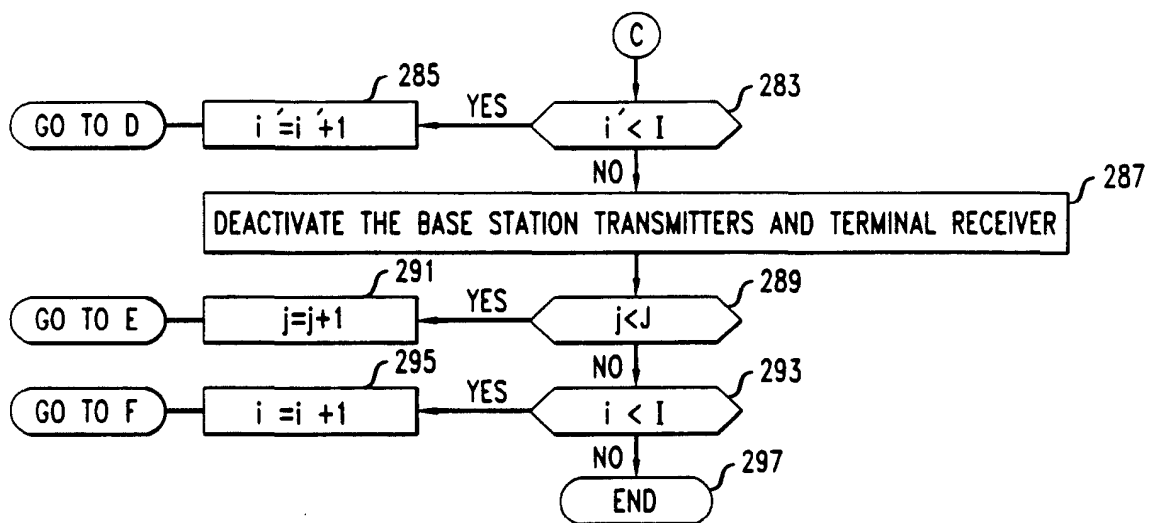 C
285
283
GO TO D
i´=i´+1
YES
i´< I
NO
287
DEACTIVATE THE BASE STATION TRANSMITTERS AND TERMINAL RECEIVER
291
289
GO TO E
j=j+1
YES
j<J
NO
295
293
GO TO F
i =i +1
YES
i < I
NO
297
END